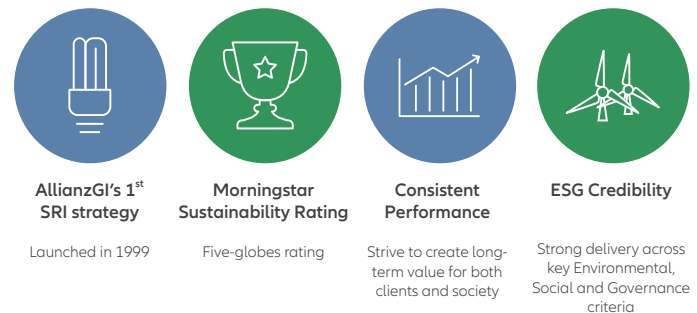 AllianzGI's 1st
SRI strategy
Launched in 1999
Morningstar
Sustainability Rating
Five-globes rating
Consistent
Performance
Strive to create long-
term value for both
clients and society
ESG Credibility
Strong delivery across
key Environmental,
Social and Governance
criteria